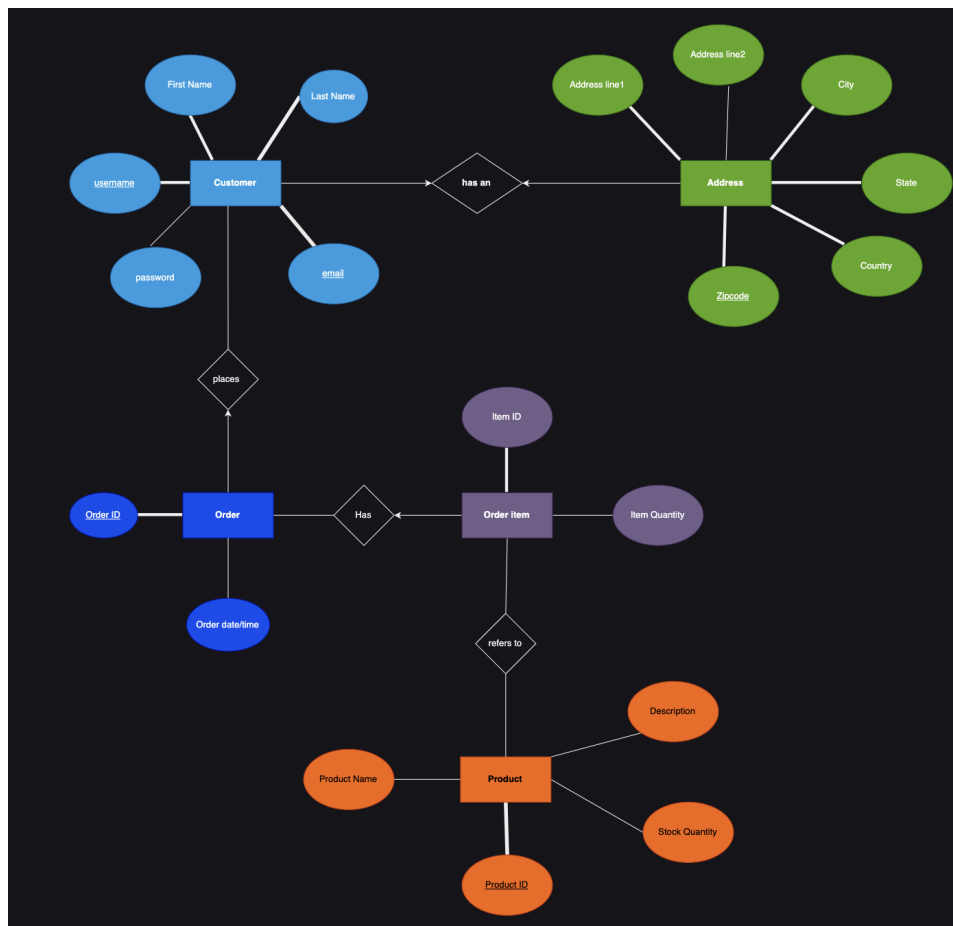 Address line2
First Name
Last Name
Address line1
City
username
Customer
has an
Address
State
password
email
Country
Zipcode
places
Item ID
Order ID
Order
Has
Order item
Item Quantity
Order date/time
refers to
Description
Product Name
Product
Stock Quantity
Product ID